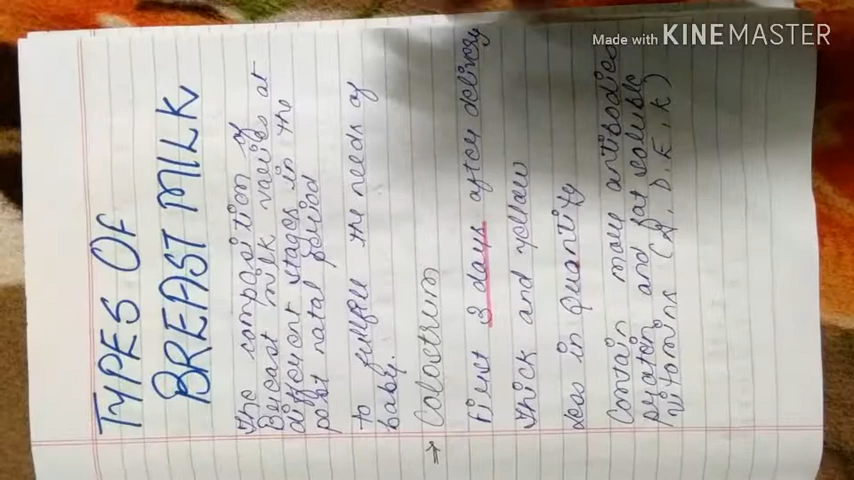 Made with KINEMASTER
TYPES OF
BREAST MILK
The composition of
Breast milk varies at
different stages in the
post natal period
to fulfill the needs of
baby.
→ Colostrum
First 3 days after delivery
Thick and yellow
Less in Quantity
Contain more antibodies
protein and fat soluble
vitamins (A, D, E, K)